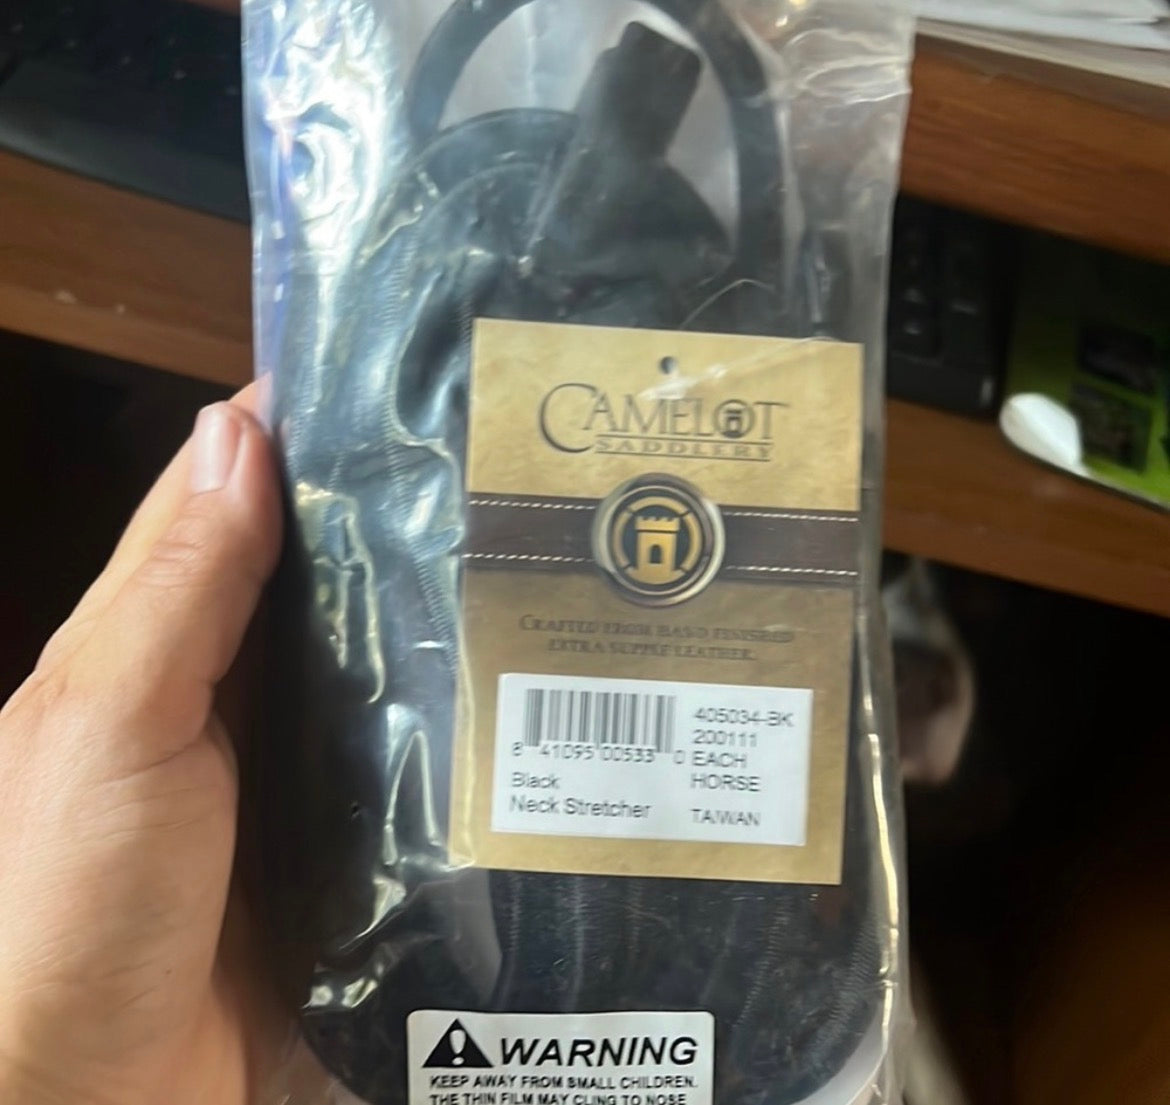 CAMELOT
SADDLERY
CRAFTED FROM HAND FINISHED
EXTRA SUPPLE LEATHER.
405034-BK
200111
8 41095 00533 0 EACH
Black HORSE
Neck Stretcher TAIWAN
WARNING
KEEP AWAY FROM SMALL CHILDREN.
THE THIN FILM MAY CLING TO NOSE